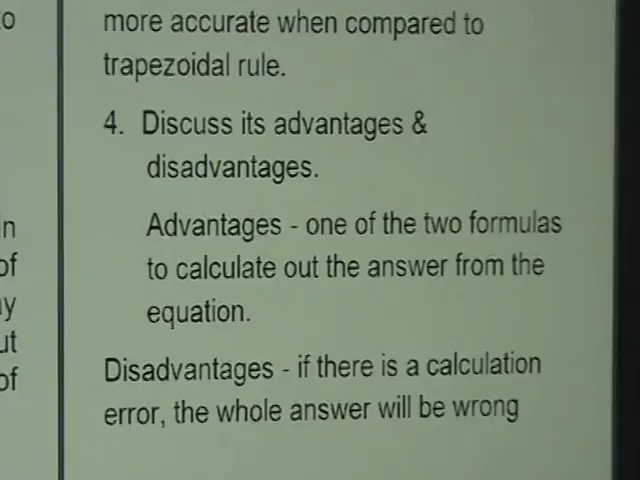 more accurate when compared to
trapezoidal rule.
4. Discuss its advantages &
disadvantages.
Advantages - one of the two formulas
to calculate out the answer from the
equation.
Disadvantages - if there is a calculation
error, the whole answer will be wrong
of
of